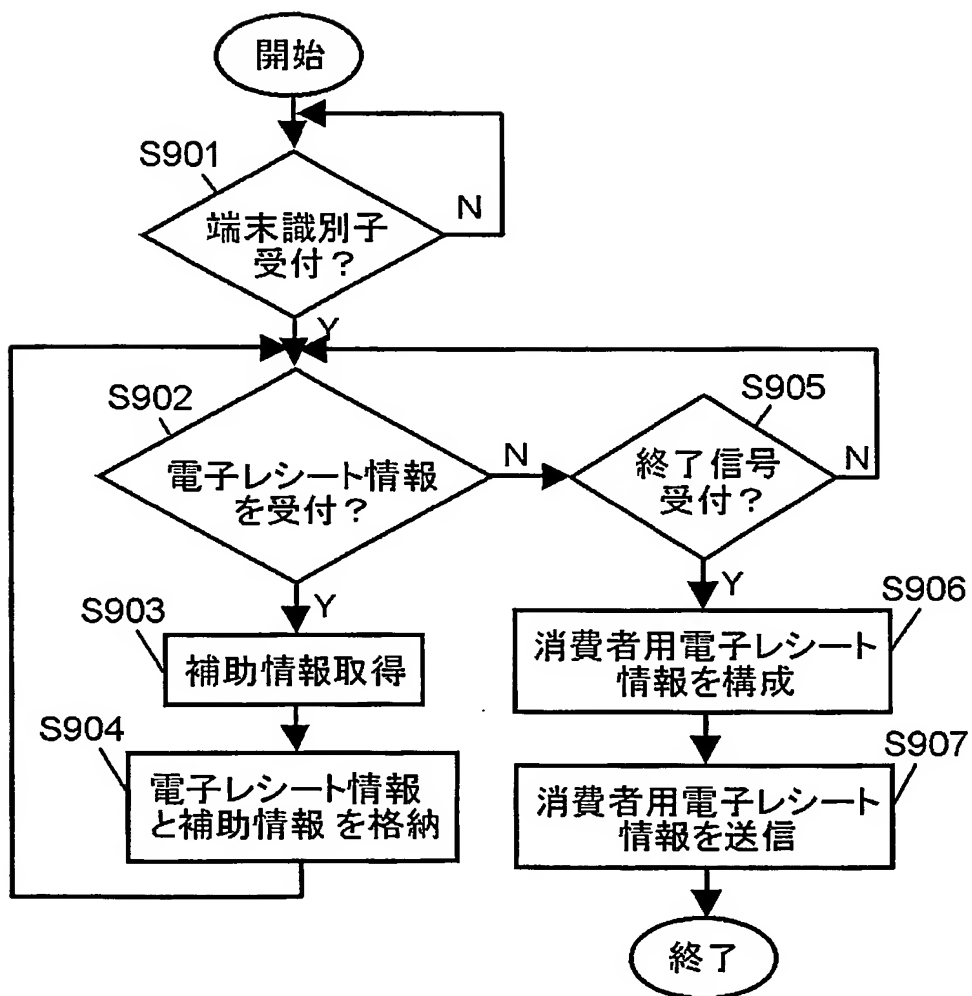 開始
S901
端末識別子
受付？
N
Y
S902
電子レシート情報
を受付？
N
S905
終了信号
受付？
N
Y
S903
補助情報取得
Y
S906
消費者用電子レシート
情報を構成
S904
電子レシート情報
と補助情報を格納
S907
消費者用電子レシート
情報を送信
終了